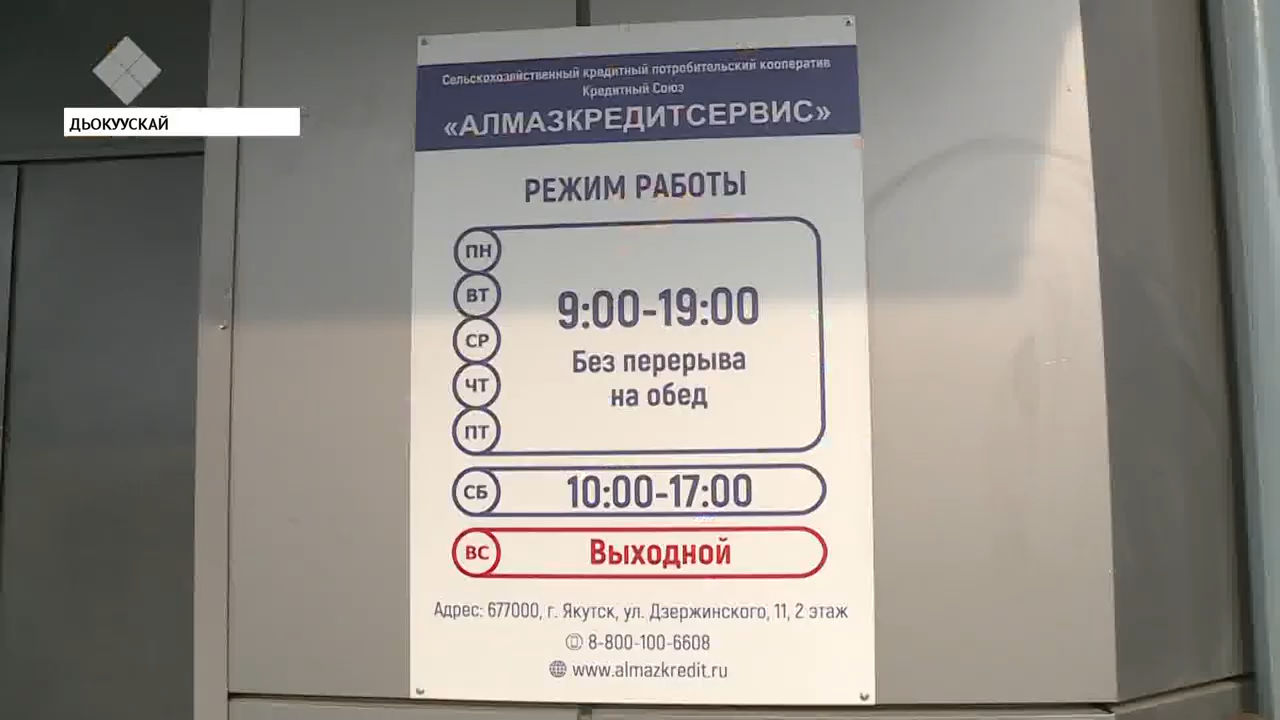 ДЬОКУУСКАЙ
Сельскохозяйственный кредитный потребительский кооператив
Кредитный Союз
«АЛМАЗКРЕДИТСЕРВИС»
РЕЖИМ РАБОТЫ
ПН
ВТ
СР
ЧТ
ПТ
9:00-19:00
Без перерыва
на обед
СБ 10:00-17:00
ВС Выходной
Адрес: 677000, г. Якутск, ул. Дзержинского, 11, 2 этаж
8-800-100-6608
www.almazkredit.ru